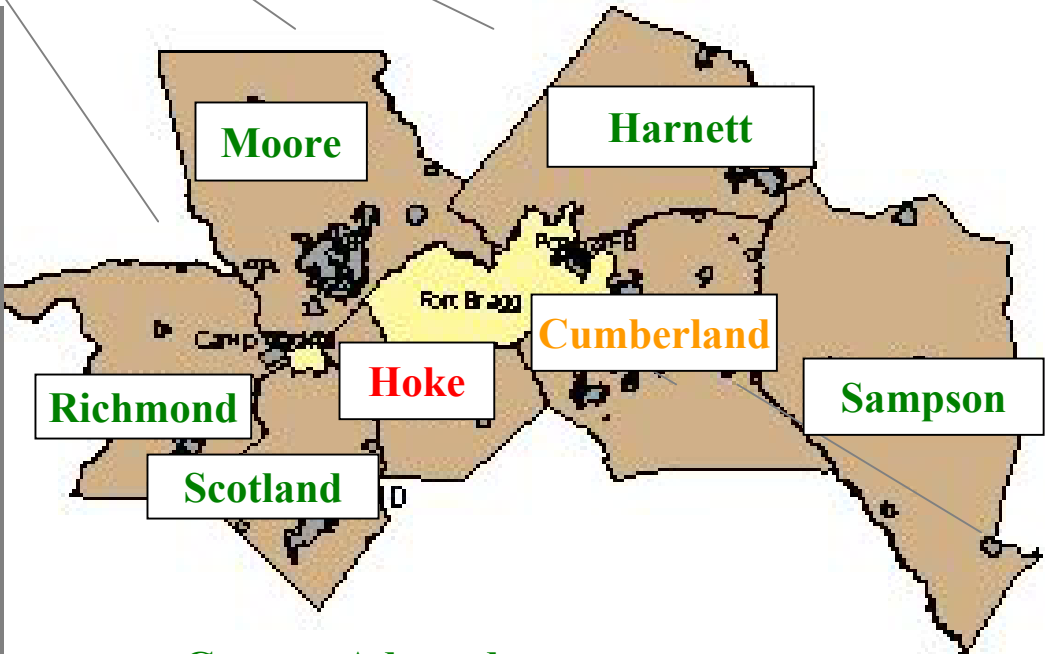 Moore
Harnett
Fort Bragg
Cumberland
Hoke
Richmond
Sampson
Scotland
D